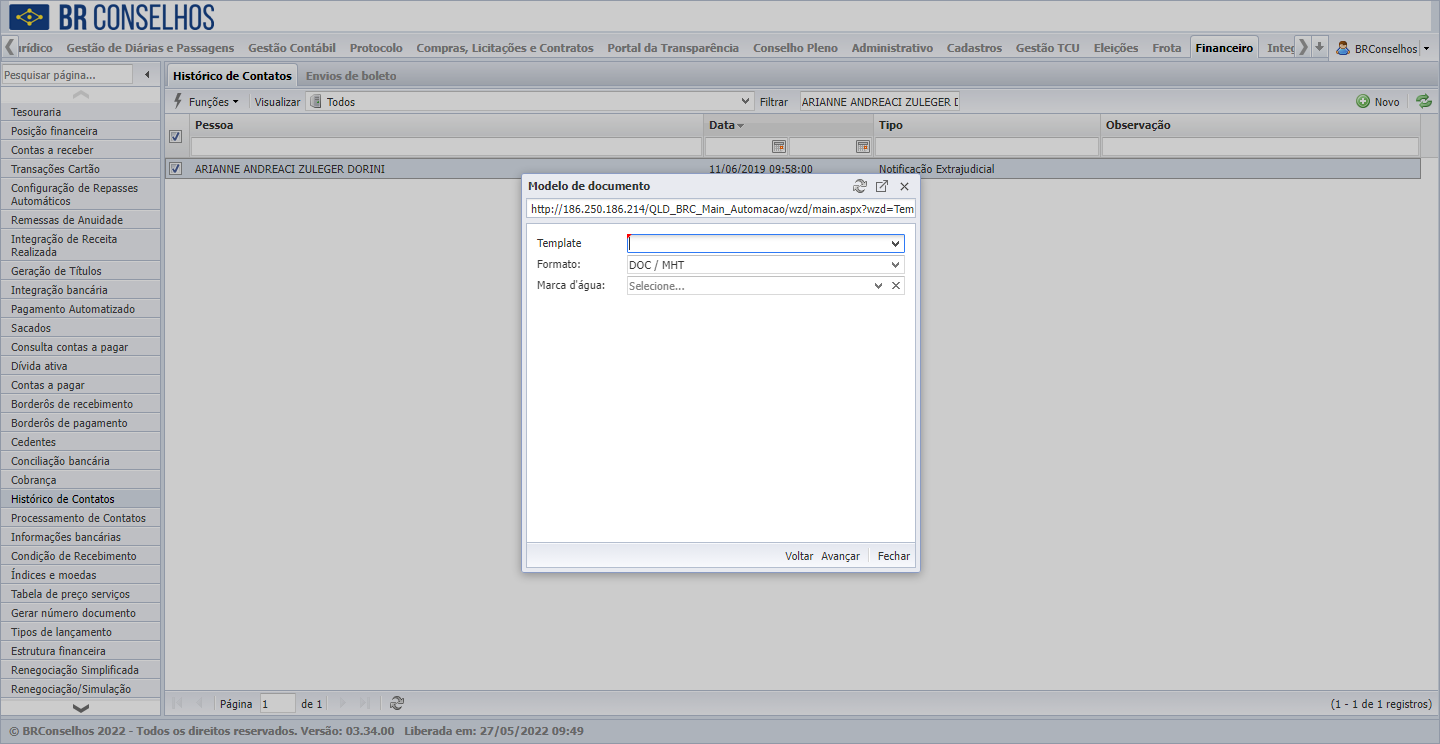 BR CONSELHOS
urídico Gestão de Diárias e Passagens Gestão Contábil Protocolo Compras, Licitações e Contratos Portal da Transparência Conselho Pleno Administrativo Cadastros Gestão TCU Eleições Frota Financeiro Integ BRConselhos
Pesquisar página...
Histórico de Contatos Envios de boleto
Funções Visualizar Todos Filtrar ARIANNE ANDREACI ZULEGER D Novo
Pessoa Data Tipo Observação
ARIANNE ANDREACI ZULEGER DORINI 11/06/2019 09:58:00 Notificação Extrajudicial
Tesouraria
Posição financeira
Contas a receber
Transações Cartão
Configuração de Repasses
Automáticos
Remessas de Anuidade
Integração de Receita
Realizada
Geração de Títulos
Integração bancária
Pagamento Automatizado
Sacados
Consulta contas a pagar
Dívida ativa
Contas a pagar
Borderôs de recebimento
Borderôs de pagamento
Cedentes
Conciliação bancária
Cobrança
Histórico de Contatos
Processamento de Contatos
Informações bancárias
Condição de Recebimento
Índices e moedas
Tabela de preço serviços
Gerar número documento
Tipos de lançamento
Estrutura financeira
Renegociação Simplificada
Renegociação/Simulação
Modelo de documento
http://186.250.186.214/QLD_BRC_Main_Automacao/wzd/main.aspx?wzd=Tem
Template
Formato: DOC / MHT
Marca d'água: Selecione...
Voltar Avançar Fechar
Página 1 de 1 (1 - 1 de 1 registros)
© BRConselhos 2022 - Todos os direitos reservados. Versão: 03.34.00 Liberada em: 27/05/2022 09:49